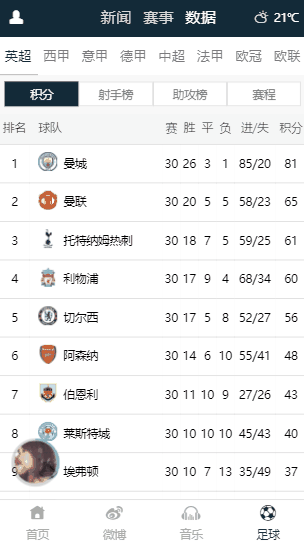 新闻 赛事 数据 21℃
英超 西甲 意甲 德甲 中超 法甲 欧冠 欧联
积分 射手榜 助攻榜 赛程
排名 球队 赛 胜 平 负 进/失 积分
1 曼城 30 26 3 1 85/20 81
2 曼联 30 20 5 5 58/23 65
3 托特纳姆热刺 30 18 7 5 59/25 61
4 利物浦 30 17 9 4 68/34 60
5 切尔西 30 17 5 8 52/27 56
6 阿森纳 30 14 6 10 55/41 48
7 伯恩利 30 11 10 9 27/26 43
8 莱斯特城 30 10 10 10 45/43 40
9 埃弗顿 30 10 7 13 35/49 37
首页 微博 音乐 足球